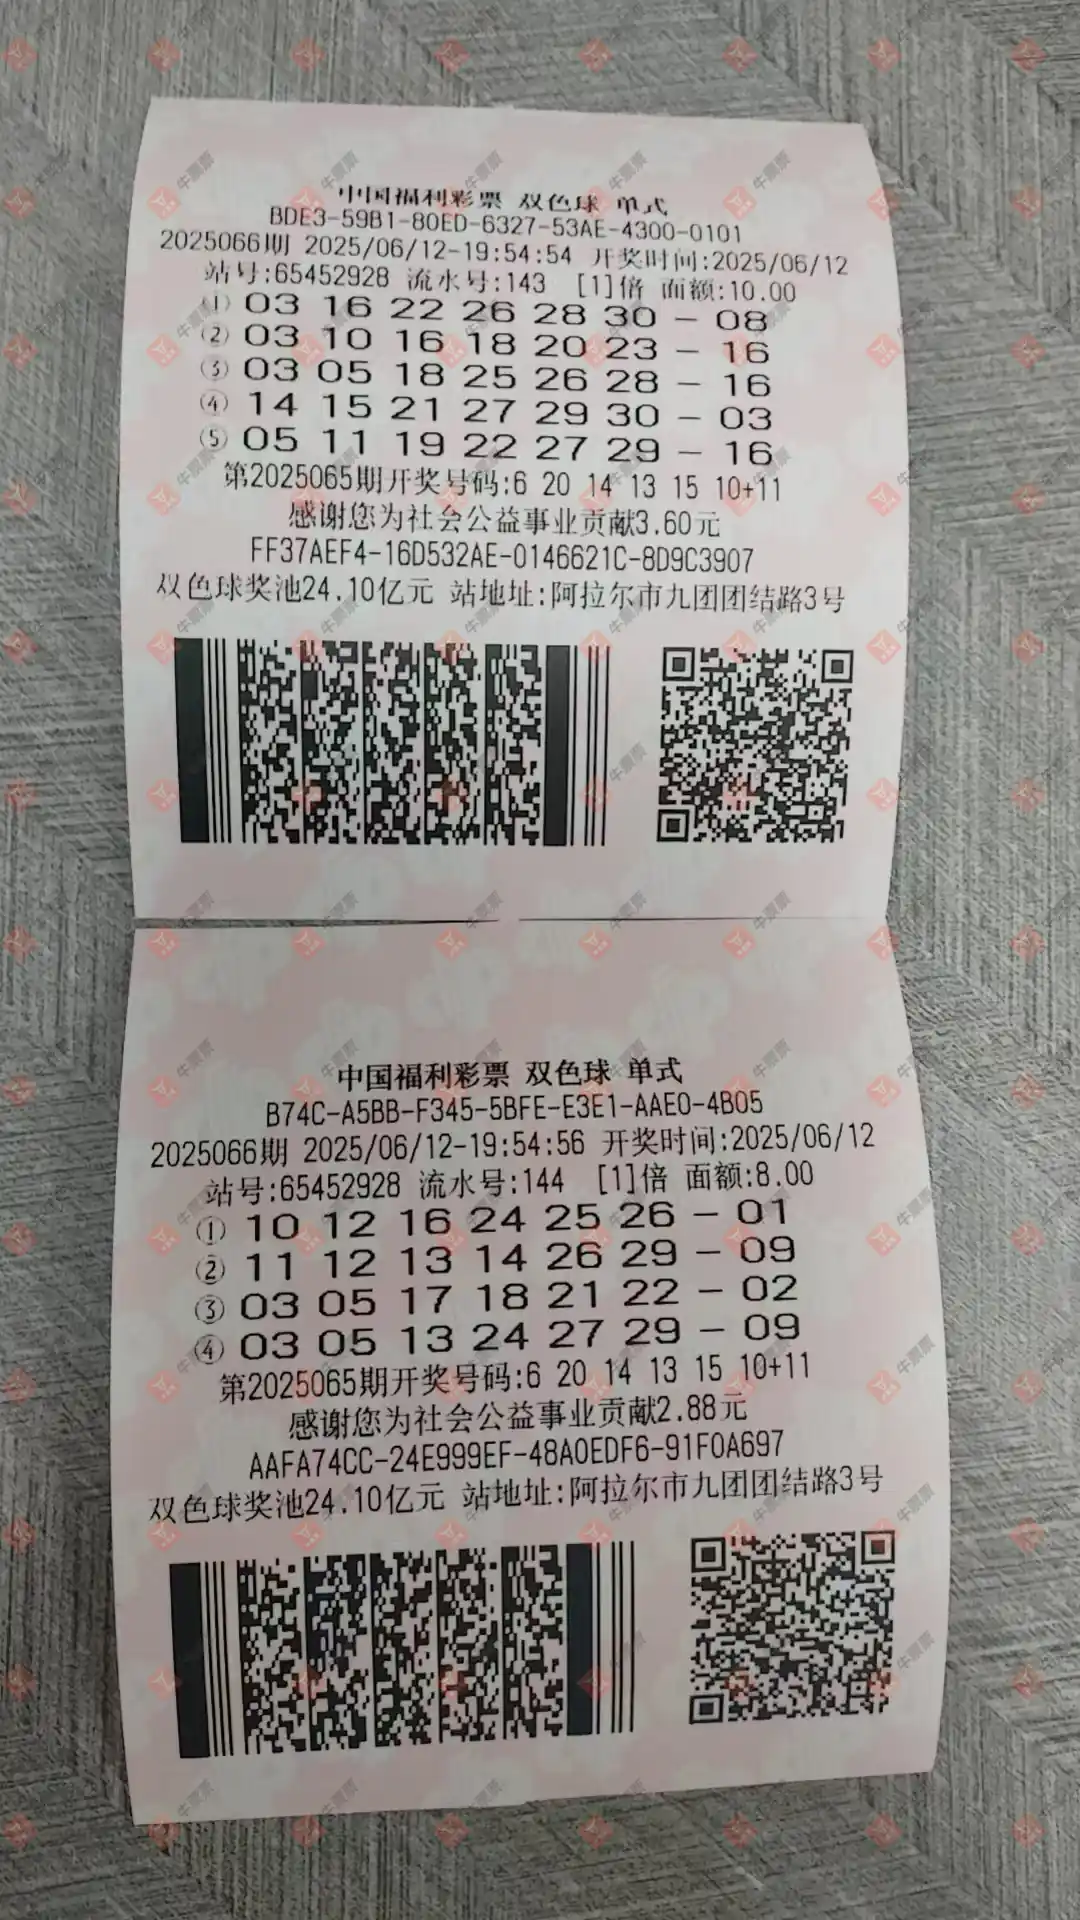 中国福利彩票 双色球 单式
BDE3-59B1-80ED-6327-53AE-4300-0101
2025066期 2025/06/12-19:54:54 开奖时间:2025/06/12
站号:65452928 流水号:143 [1]倍 面额:10.00
① 03 16 22 26 28 30 - 08
② 03 10 16 18 20 23 - 16
③ 03 05 18 25 26 28 - 16
④ 14 15 21 27 29 30 - 03
⑤ 05 11 19 22 27 29 - 16
第2025065期开奖号码:6 20 14 13 15 10+11
感谢您为社会公益事业贡献3.60元
FF37AEF4-16D532AE-0146621C-8D9C3907
双色球奖池24.10亿元 站地址:阿拉尔市九团团结路3号
中国福利彩票 双色球 单式
B74C-A5BB-F345-5BFE-E3E1-AAE0-4B05
2025066期 2025/06/12-19:54:56 开奖时间:2025/06/12
站号:65452928 流水号:144 [1]倍 面额:8.00
① 10 12 16 24 25 26 - 01
② 11 12 13 14 26 29 - 09
③ 03 05 17 18 21 22 - 02
④ 03 05 13 24 27 29 - 09
第2025065期开奖号码:6 20 14 13 15 10+11
感谢您为社会公益事业贡献2.88元
AAFA74CC-24E999EF-48A0EDF6-91F0A697
双色球奖池24.10亿元 站地址:阿拉尔市九团团结路3号
牛票票